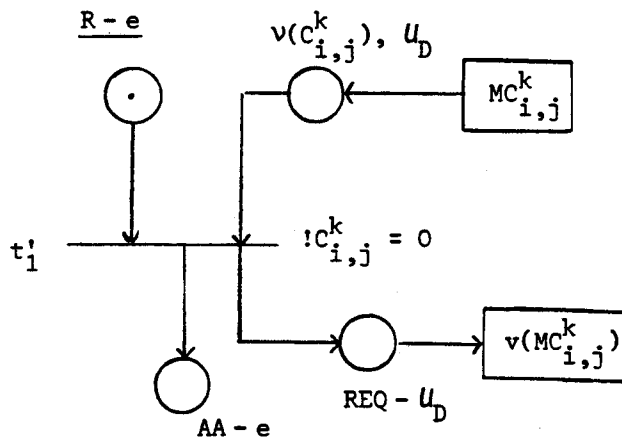 R - e
ν(C^k_{i,j}), U_D
MC^k_{i,j}
t'_1
!C^k_{i,j} = 0
v(MC^k_{i,j})
REQ - U_D
AA - e